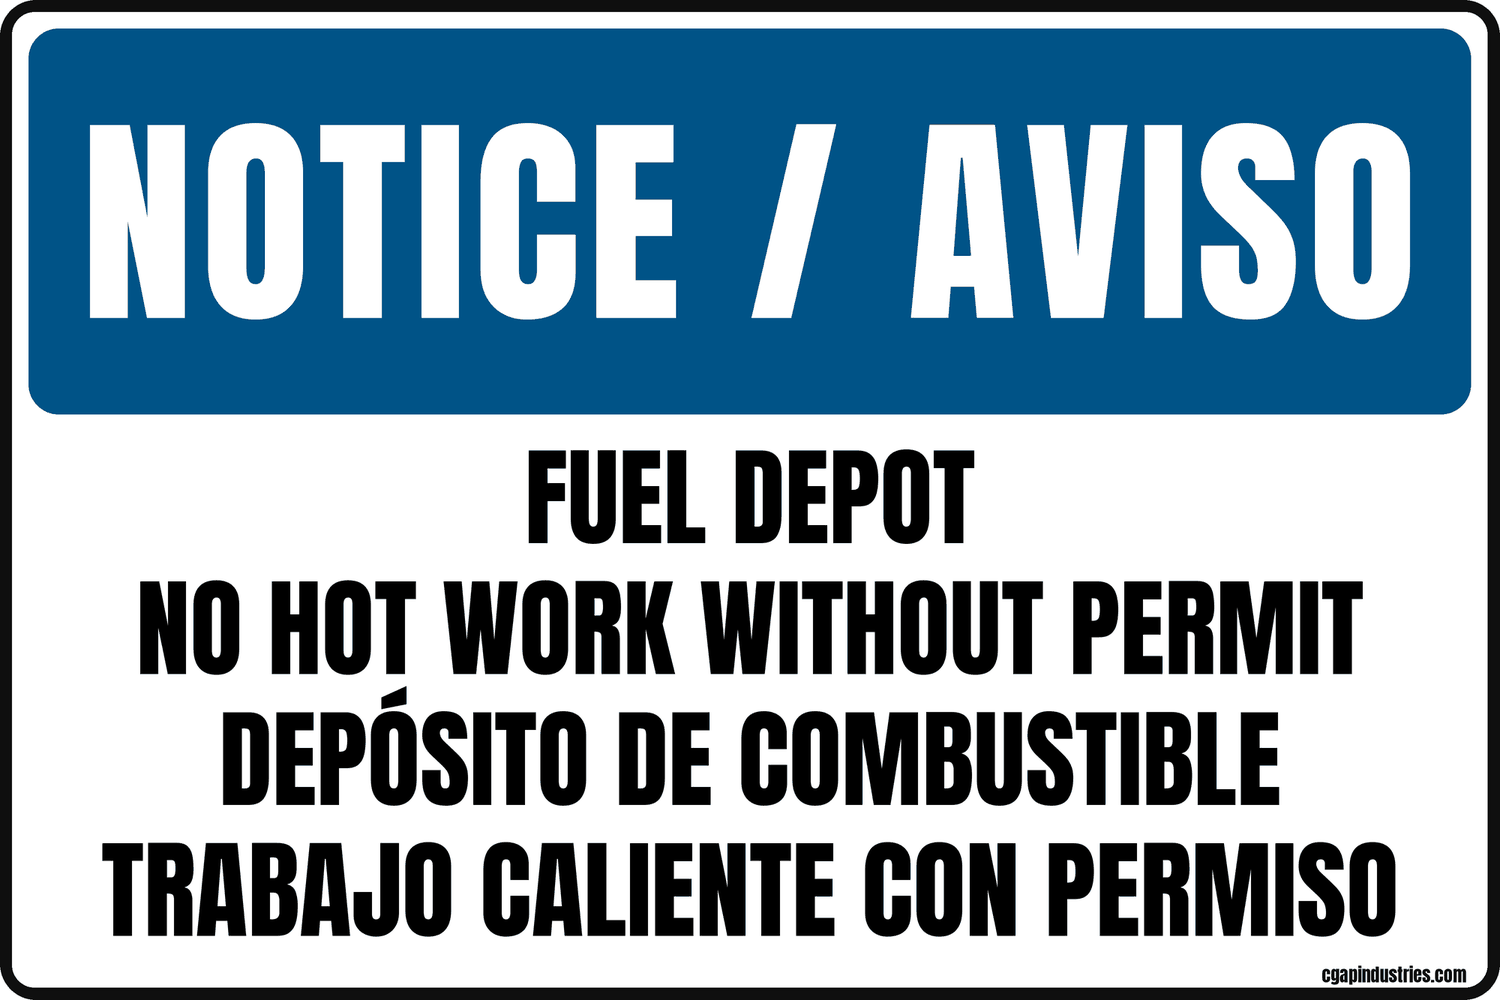 NOTICE / AVISO
FUEL DEPOT
NO HOT WORK WITHOUT PERMIT
DEPÓSITO DE COMBUSTIBLE
TRABAJO CALIENTE CON PERMISO
cgapindustries.com